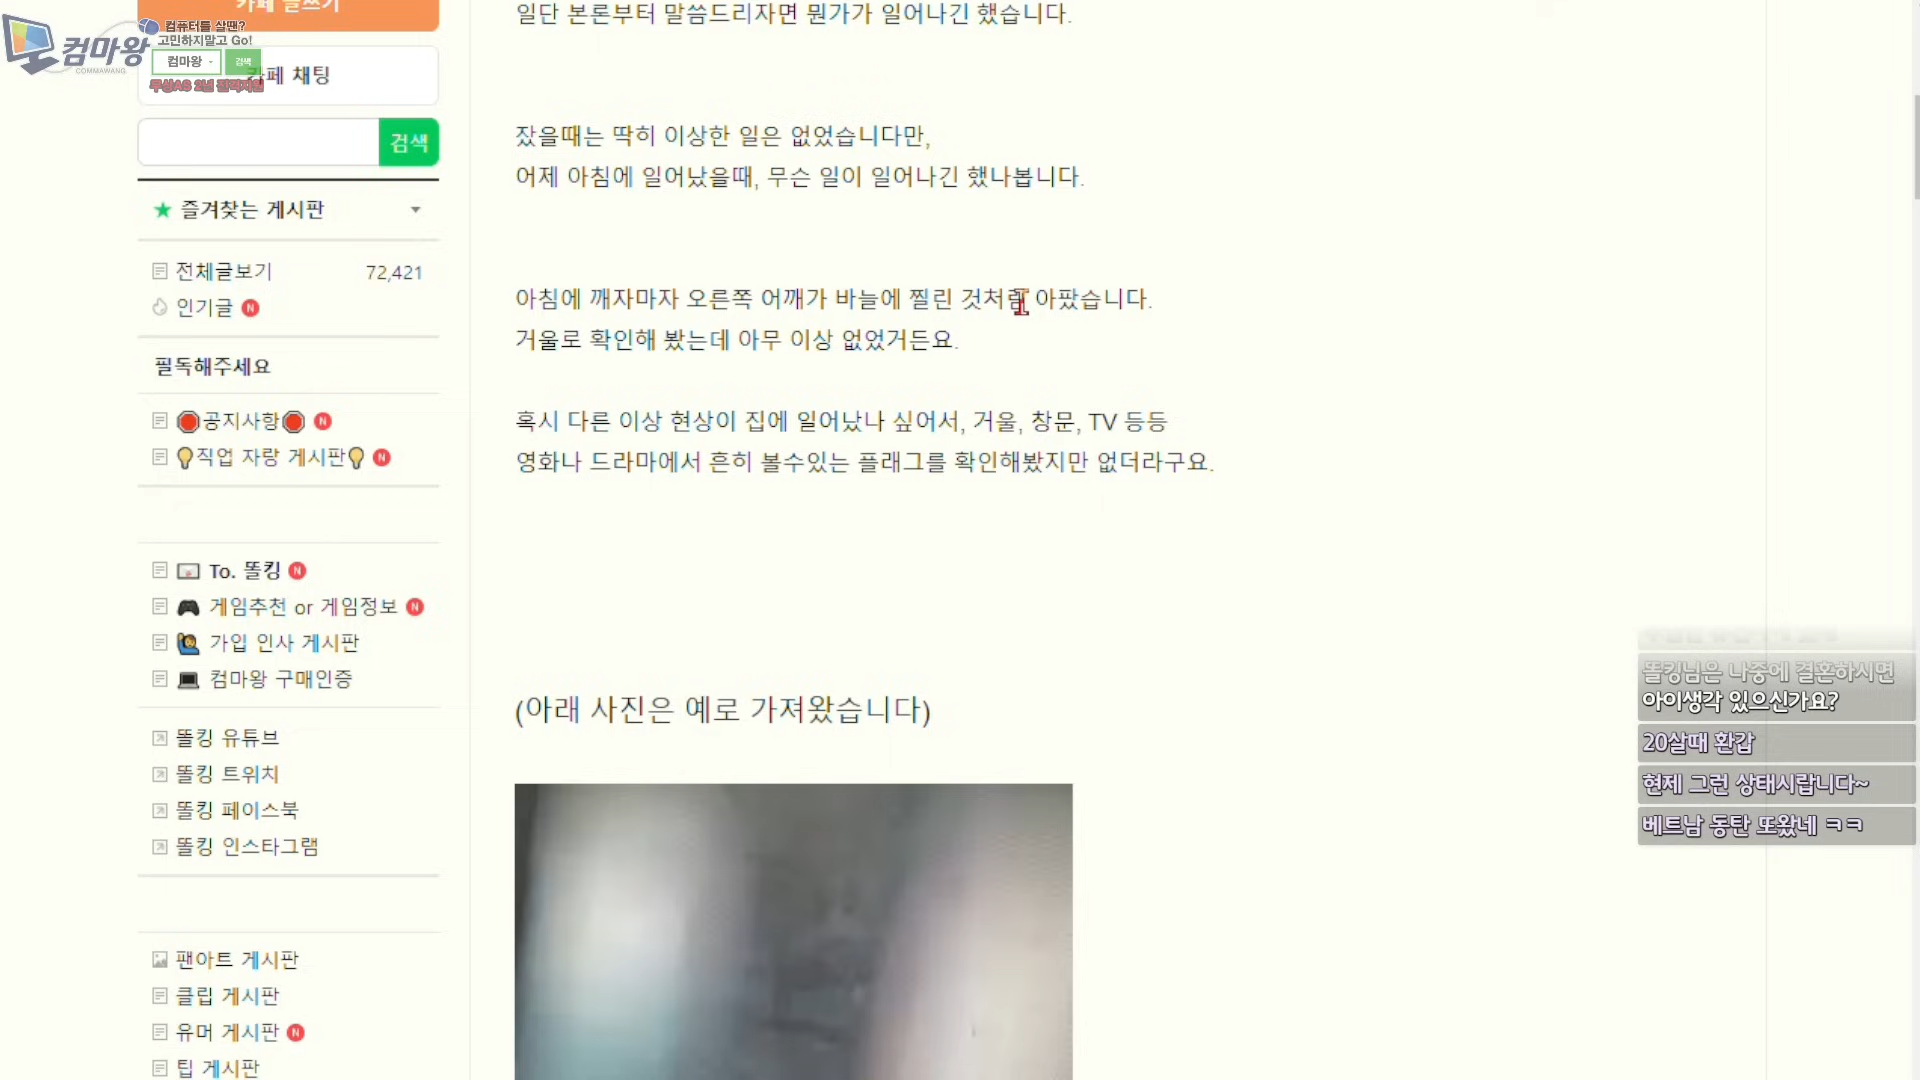 카페 글쓰기
컴마왕
COMMAWANG
컴퓨터를 살땐?
고민하지말고 Go!
컴마왕
검색
무상AS 2년 전격지원
카페 채팅
검색
즐겨찾는 게시판
전체글보기 72,421
인기글 N
필독해주세요
공지사항 N
직업 자랑 게시판 N
To. 똘킹 N
게임추천 or 게임정보 N
가입 인사 게시판
컴마왕 구매인증
똘킹 유튜브
똘킹 트위치
똘킹 페이스북
똘킹 인스타그램
팬아트 게시판
클립 게시판
유머 게시판 N
팁 게시판
일단 본론부터 말씀드리자면 뭔가가 일어나긴 했습니다.
잤을때는 딱히 이상한 일은 없었습니다만,
어제 아침에 일어났을때, 무슨 일이 일어나긴 했나봅니다.
아침에 깨자마자 오른쪽 어깨가 바늘에 찔린 것처럼 아팠습니다.
거울로 확인해 봤는데 아무 이상 없었거든요.
혹시 다른 이상 현상이 집에 일어났나 싶어서, 거울, 창문, TV 등등
영화나 드라마에서 흔히 볼수있는 플래그를 확인해봤지만 없더라구요.
(아래 사진은 예로 가져왔습니다)
똘킹님은 나중에 결혼하시면
아이생각 있으신가요?
20살때 환갑
현제 그런 상태시랍니다~
베트남 동탄 또왔네 ㅋㅋ